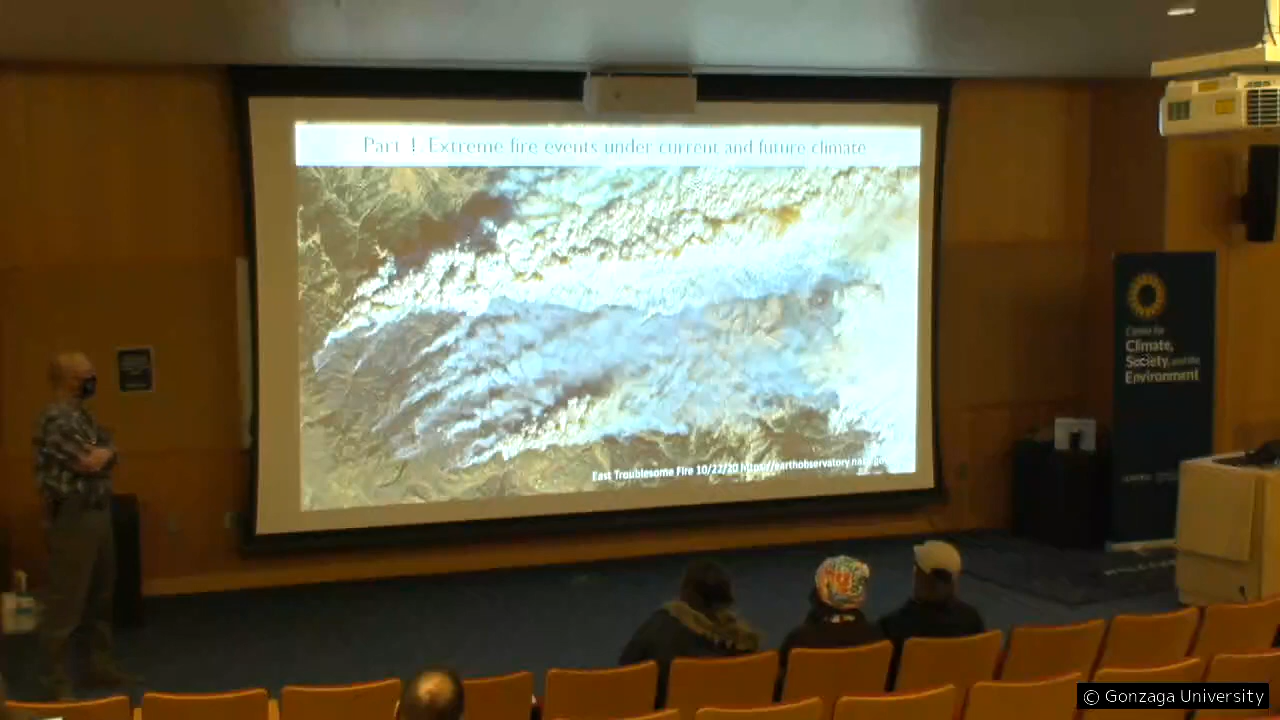 Part 1. Extreme fire events under current and future climate
East Troublesome Fire 10/22/20 https://earthobservatory.na
Center for
Climate,
Society, and the
Environment
© Gonzaga University